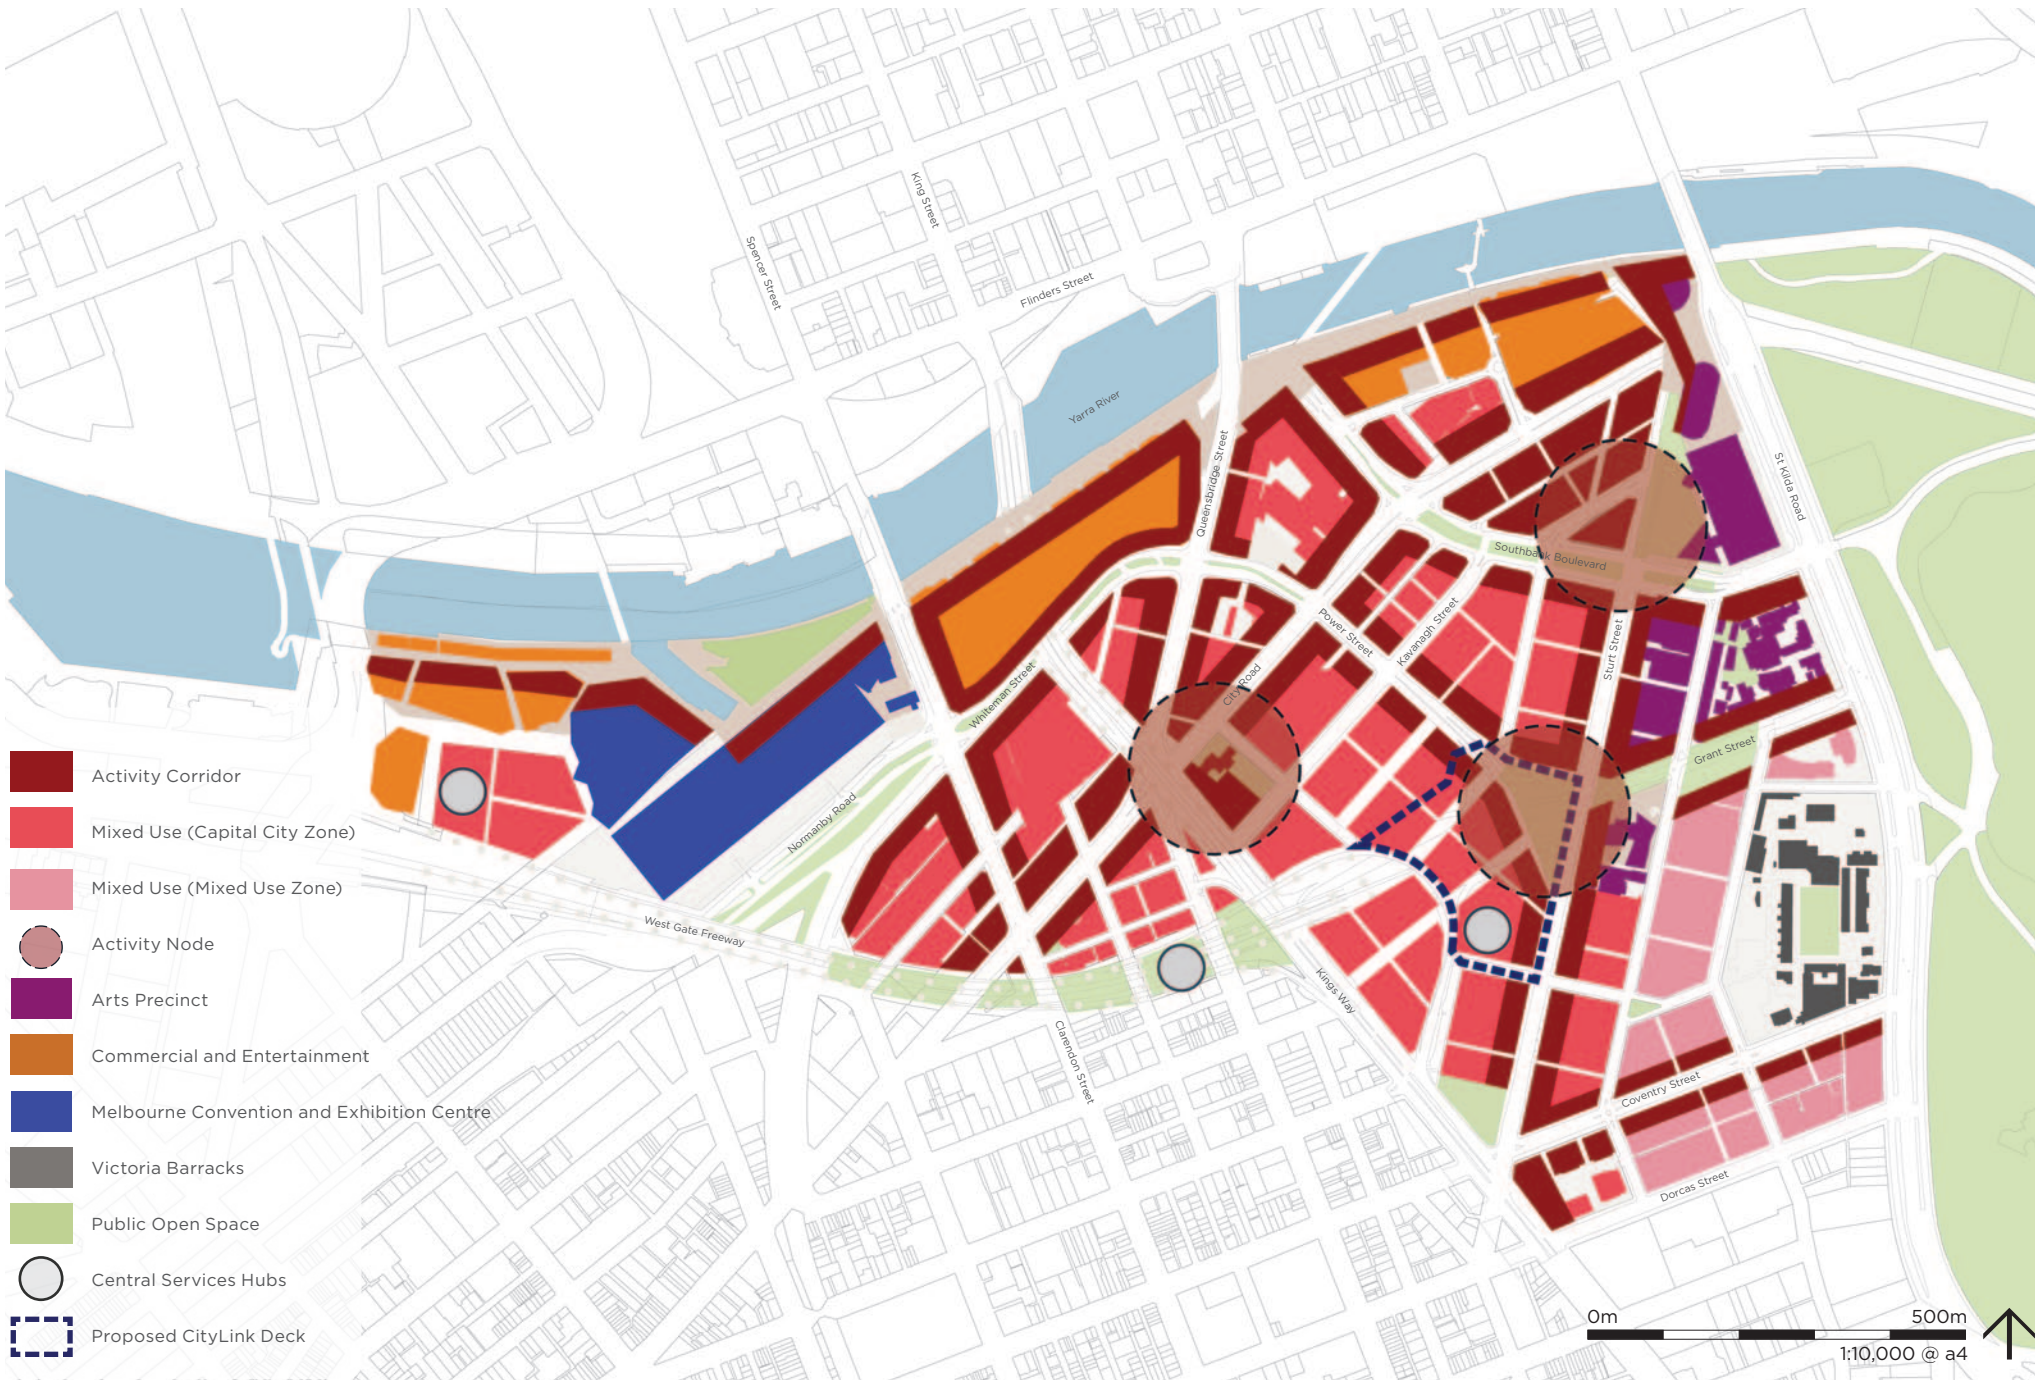 King Street
Spencer Street
Flinders Street
Yarra River
Queensbridge Street
St Kilda Road
Southbank Boulevard
Power Street
Kavanagh Street
Sturt Street
City Road
Whiteman Street
Grant Street
Normanby Road
West Gate Freeway
Kings Way
Clarendon Street
Coventry Street
Dorcas Street
Activity Corridor
Mixed Use (Capital City Zone)
Mixed Use (Mixed Use Zone)
Activity Node
Arts Precinct
Commercial and Entertainment
Melbourne Convention and Exhibition Centre
Victoria Barracks
Public Open Space
Central Services Hubs
Proposed CityLink Deck
0m 500m
1:10,000 @ a4